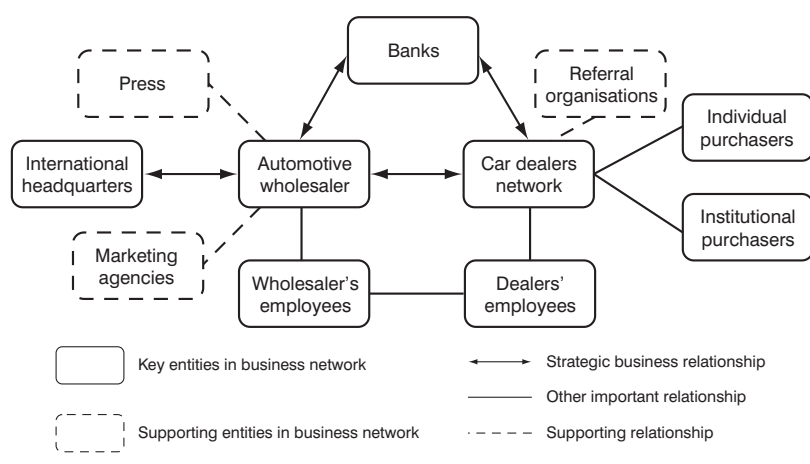 Banks
Press
Referral
organisations
Individual
purchasers
International
headquarters
Automotive
wholesaler
Car dealers
network
Institutional
purchasers
Marketing
agencies
Wholesaler's
employees
Dealers'
employees
Key entities in business network
Strategic business relationship
Other important relationship
Supporting entities in business network
Supporting relationship